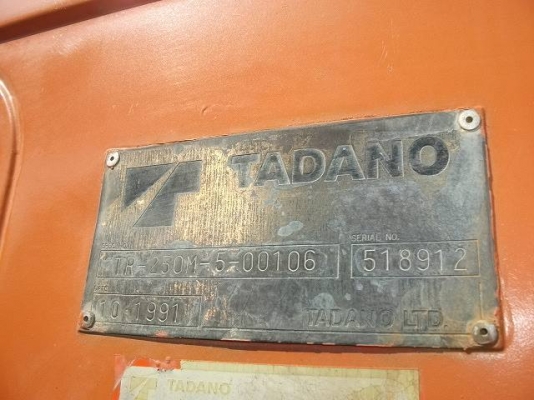 TADANO
SERIAL NO.
TR-250M-5-00106 518912
10-1991
TADANO LTD.
TADANO